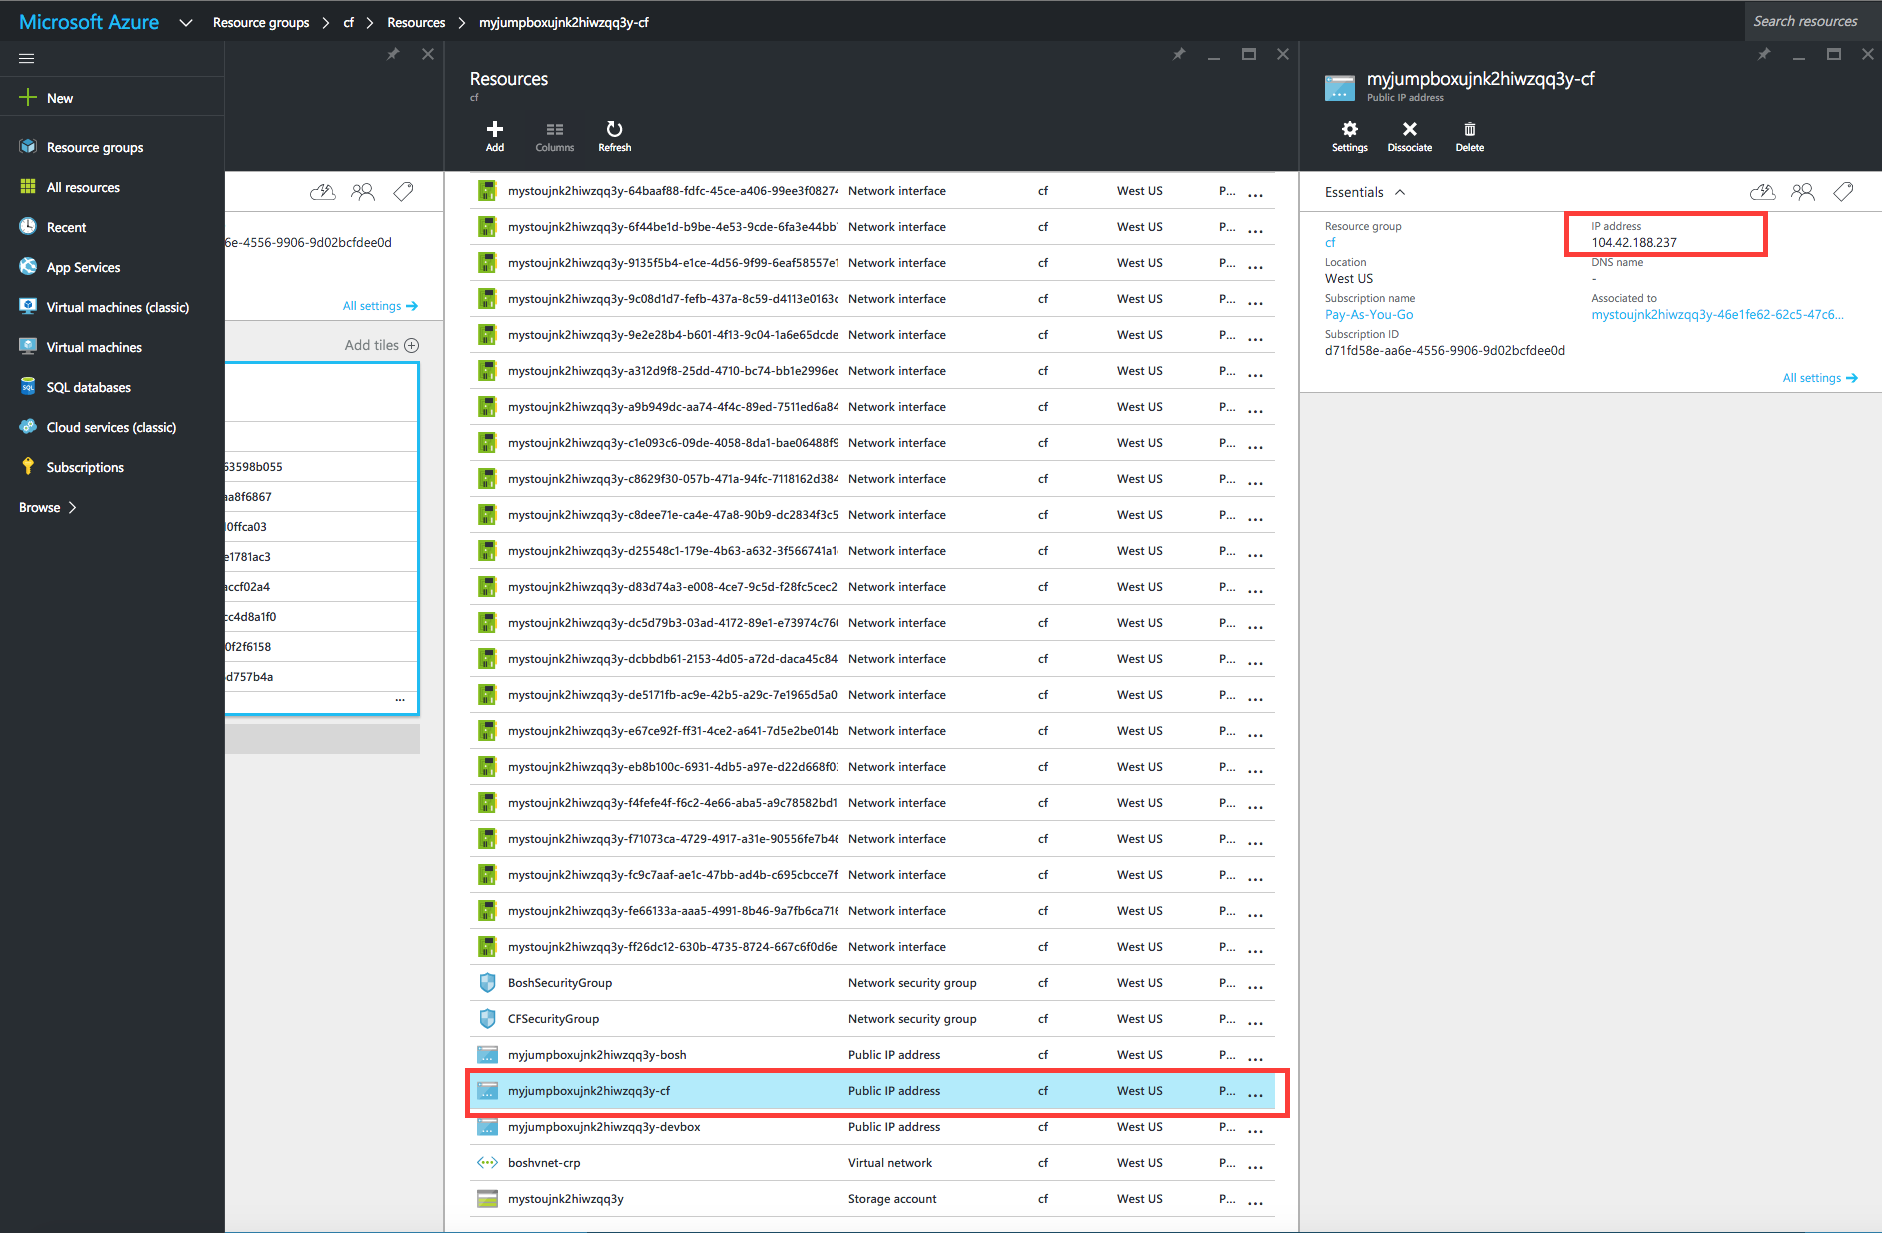 Microsoft Azure
Resource groups
cf
Resources
myjumpboxujnk2hiwzqq3y-cf
Search resources
New
Resource groups
All resources
Recent
App Services
Virtual machines (classic)
Virtual machines
SQL databases
Cloud services (classic)
Subscriptions
Browse
6e-4556-9906-9d02bcfdee0d
All settings
Add tiles
63598b055
aa8f6867
10ffca03
e1781ac3
accf02a4
cc4d8a1f0
0f2f6158
d757b4a
...
Resources
cf
Add
Columns
Refresh
mystoujnk2hiwzqq3y-64baaf88-fdfc-45ce-a406-99ee3f08274 Network interface cf West US P... ...
mystoujnk2hiwzqq3y-6f44be1d-b9be-4e53-9cde-6fa3e44bb Network interface cf West US P... ...
mystoujnk2hiwzqq3y-9135f5b4-e1ce-4d56-9f99-6eaf58557e1 Network interface cf West US P... ...
mystoujnk2hiwzqq3y-9c08d1d7-fefb-437a-8c59-d4113e0163c Network interface cf West US P... ...
mystoujnk2hiwzqq3y-9e2e28b4-b601-4f13-9c04-1a6e65dcde Network interface cf West US P... ...
mystoujnk2hiwzqq3y-a312d9f8-25dd-4710-bc74-bb1e2996ec Network interface cf West US P... ...
mystoujnk2hiwzqq3y-a9b949dc-aa74-4f4c-89ed-7511ed6a84 Network interface cf West US P... ...
mystoujnk2hiwzqq3y-c1e093c6-09de-4058-8da1-bae06488f9 Network interface cf West US P... ...
mystoujnk2hiwzqq3y-c8629f30-057b-471a-94fc-7118162d384 Network interface cf West US P... ...
mystoujnk2hiwzqq3y-c8dee71e-ca4e-47a8-90b9-dc2834f3c5 Network interface cf West US P... ...
mystoujnk2hiwzqq3y-d25548c1-179e-4b63-a632-3f566741a1 Network interface cf West US P... ...
mystoujnk2hiwzqq3y-d83d74a3-e008-4ce7-9c5d-f28fc5cec2 Network interface cf West US P... ...
mystoujnk2hiwzqq3y-dc5d79b3-03ad-4172-89e1-e73974c760 Network interface cf West US P... ...
mystoujnk2hiwzqq3y-dcbbdb61-2153-4d05-a72d-daca45c84 Network interface cf West US P... ...
mystoujnk2hiwzqq3y-de5171fb-ac9e-42b5-a29c-7e1965d5a0 Network interface cf West US P... ...
mystoujnk2hiwzqq3y-e67ce92f-ff31-4ce2-a641-7d5e2be014b Network interface cf West US P... ...
mystoujnk2hiwzqq3y-eb8b100c-6931-4db5-a97e-d22d668f0 Network interface cf West US P... ...
mystoujnk2hiwzqq3y-f4fefe4f-f6c2-4e66-aba5-a9c78582bd1 Network interface cf West US P... ...
mystoujnk2hiwzqq3y-f71073ca-4729-4917-a31e-90556fe7b46 Network interface cf West US P... ...
mystoujnk2hiwzqq3y-fc9c7aaf-ae1c-47bb-ad4b-c695cbcce7f Network interface cf West US P... ...
mystoujnk2hiwzqq3y-fe66133a-aaa5-4991-8b46-9a7fb6ca716 Network interface cf West US P... ...
mystoujnk2hiwzqq3y-ff26dc12-630b-4735-8724-667c6f0d6e Network interface cf West US P... ...
BoshSecurityGroup Network security group cf West US P... ...
CFSecurityGroup Network security group cf West US P... ...
myjumpboxujnk2hiwzqq3y-bosh Public IP address cf West US P... ...
myjumpboxujnk2hiwzqq3y-cf Public IP address cf West US P... ...
myjumpboxujnk2hiwzqq3y-devbox Public IP address cf West US P... ...
boshvnet-crp Virtual network cf West US P... ...
mystoujnk2hiwzqq3y Storage account cf West US P... ...
myjumpboxujnk2hiwzqq3y-cf
Public IP address
Settings
Dissociate
Delete
Essentials
Resource group
cf
Location
West US
Subscription name
Pay-As-You-Go
Subscription ID
d71fd58e-aa6e-4556-9906-9d02bcfdee0d
IP address
104.42.188.237
DNS name
-
Associated to
mystoujnk2hiwzqq3y-46e1fe62-62c5-47c6...
All settings